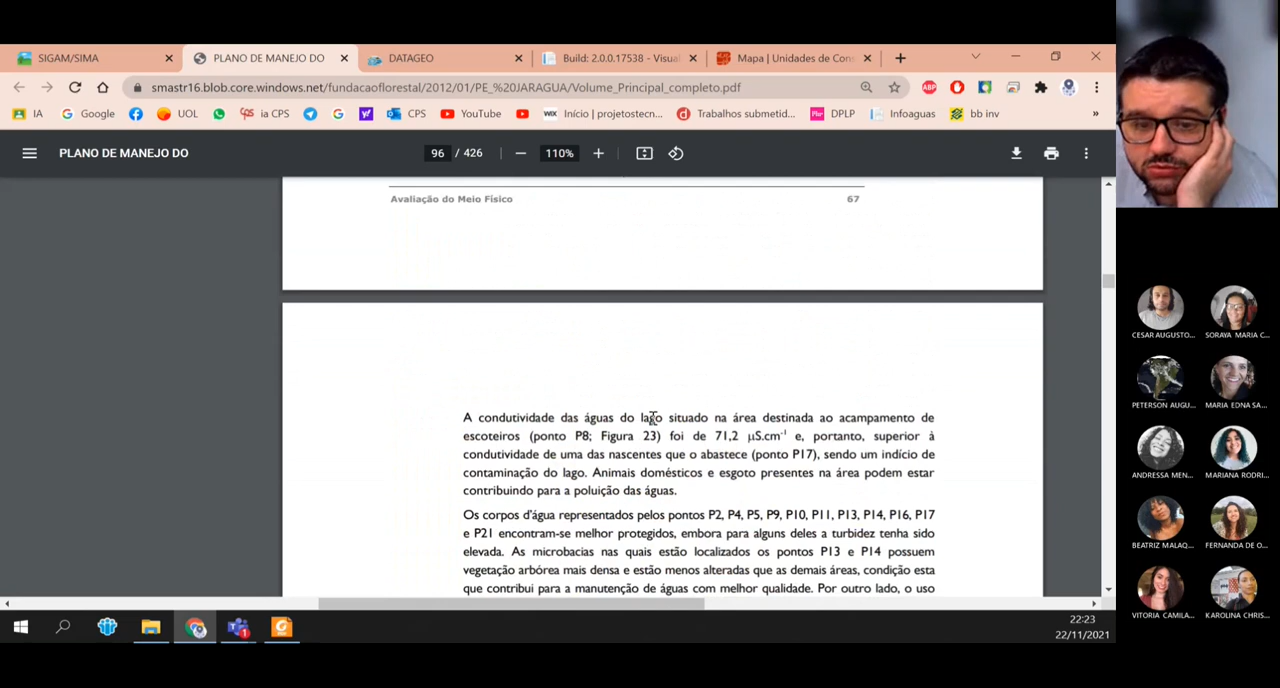 SIGAM/SIMA
PLANO DE MANEJO DO
DATAGEO
Build: 2.0.0.17538 - Visual
Mapa | Unidades de Con
smastr16.blob.core.windows.net/fundacaoflorestal/2012/01/PE_%20JARAGUA/Volume_Principal_completo.pdf
IA
Google
UOL
ia CPS
CPS
YouTube
Início | projetostecn...
Trabalhos submetid...
DPLP
Infoaguas
bb inv
»
PLANO DE MANEJO DO
96 / 426
110%
Avaliação do Meio Físico 67
A condutividade das águas do lago situado na área destinada ao acampamento de
escoteiros (ponto P8; Figura 23) foi de 71,2 μS.cm-1 e, portanto, superior à
condutividade de uma das nascentes que o abastece (ponto P17), sendo um indício de
contaminação do lago. Animais domésticos e esgoto presentes na área podem estar
contribuindo para a poluição das águas.
Os corpos d'água representados pelos pontos P2, P4, P5, P9, P10, P11, P13, P14, P16, P17
e P21 encontram-se melhor protegidos, embora para alguns deles a turbidez tenha sido
elevada. As microbacias nas quais estão localizados os pontos P13 e P14 possuem
vegetação arbórea mais densa e estão menos alteradas que as demais áreas, condição esta
que contribui para a manutenção de águas com melhor qualidade. Por outro lado, o uso
22:23
22/11/2021
CESAR AUGUSTO...
SORAYA MARIA C...
PETERSON AUGU...
MARIA EDNA SA...
ANDRESSA MEN...
MARIANA RODRI...
BEATRIZ MALAQ...
FERNANDA DE O...
VITORIA CAMILA...
KAROLINA CHRIS...